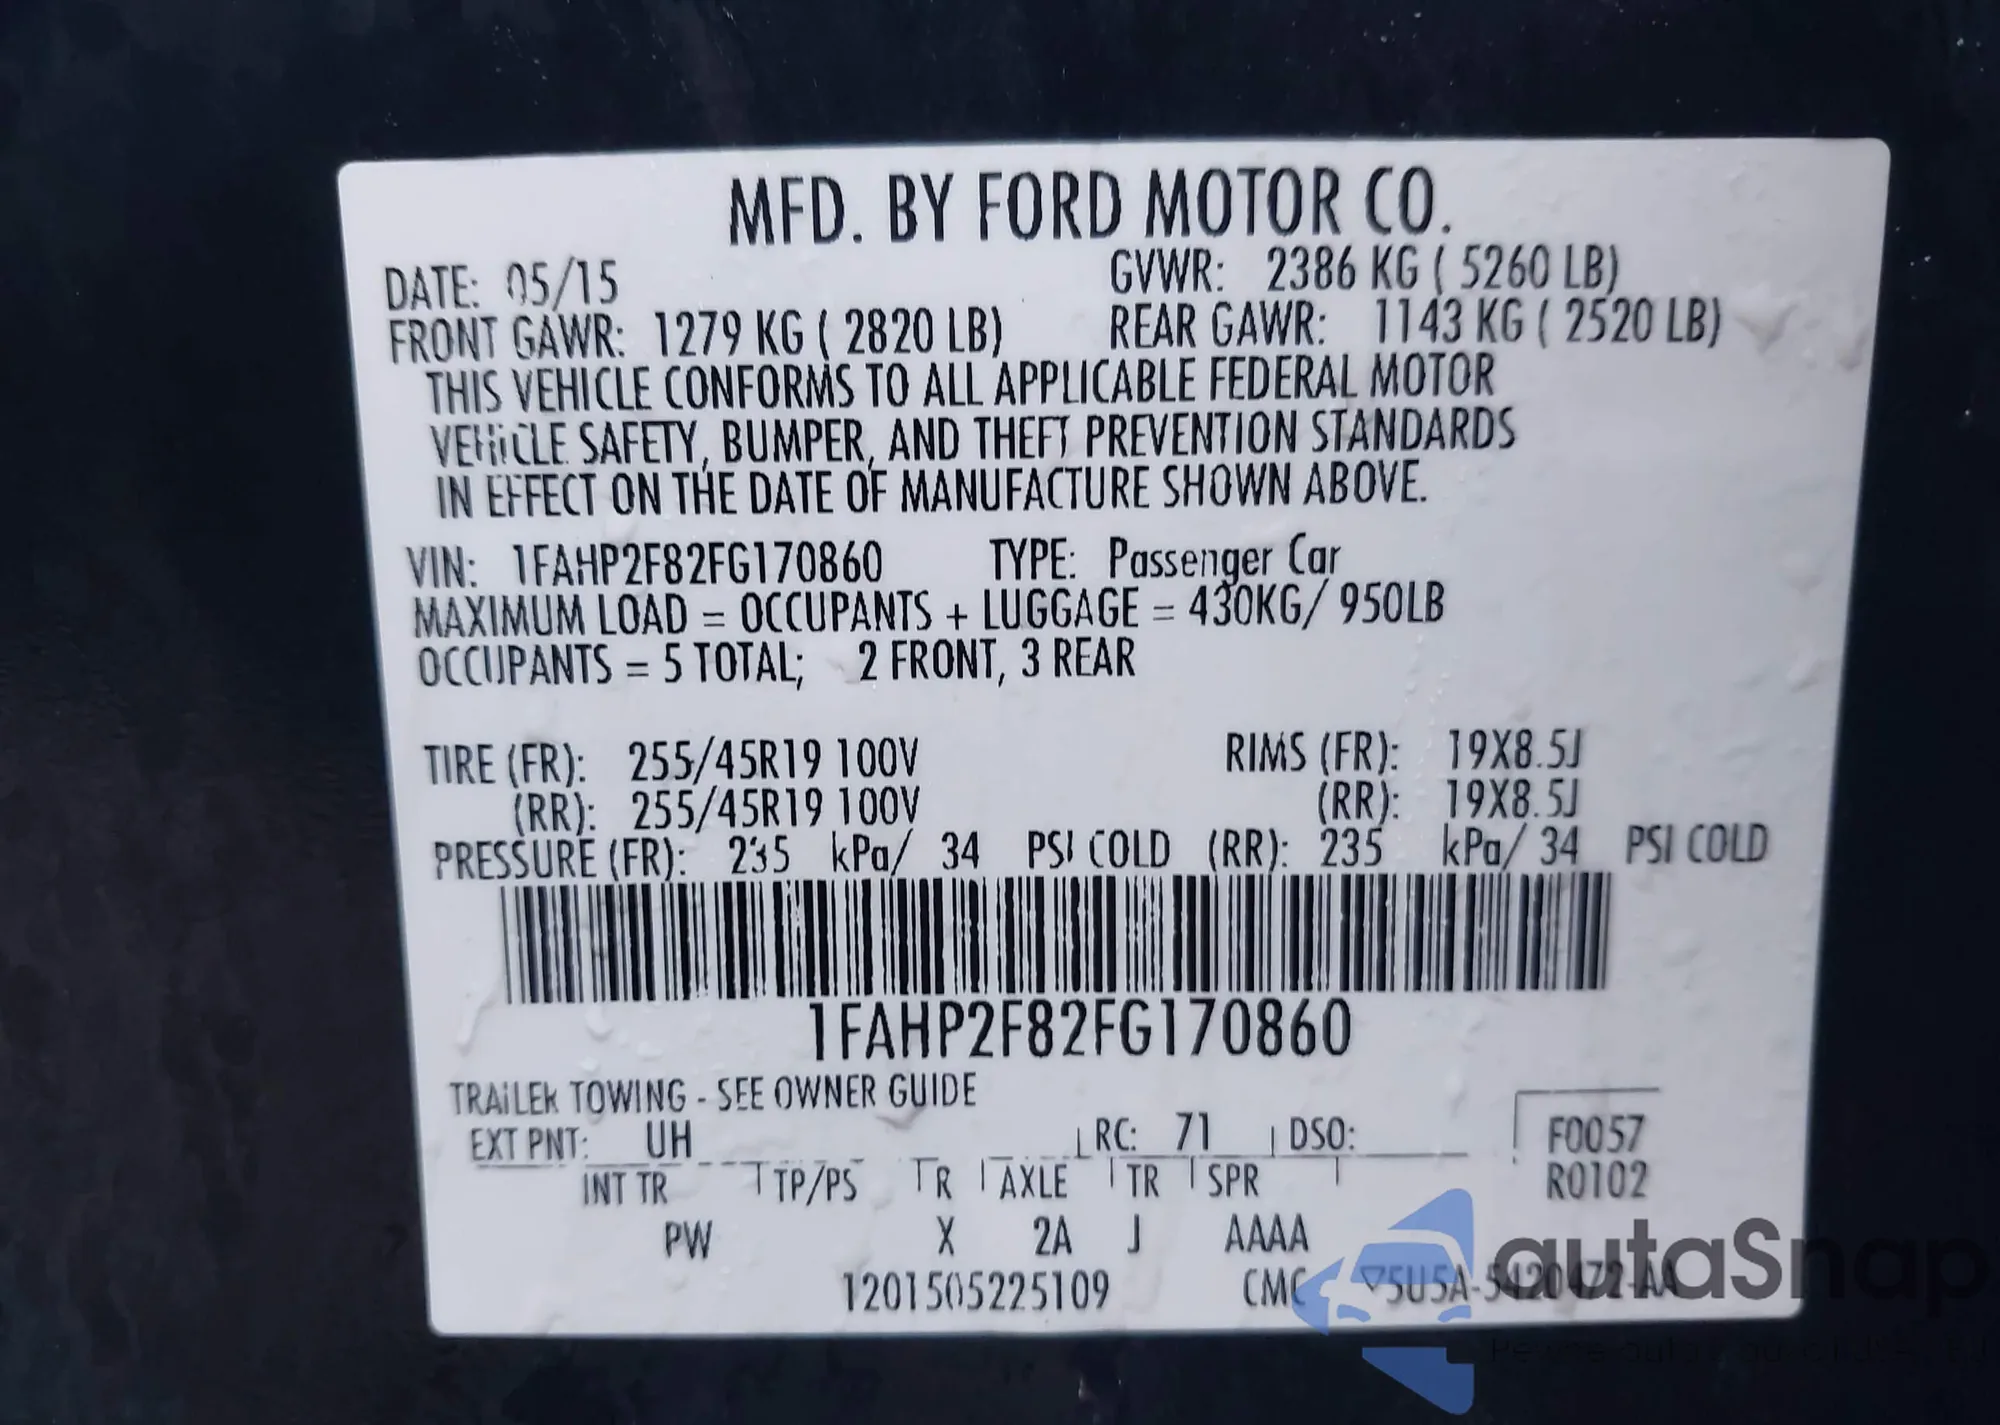 MFD. BY FORD MOTOR CO.
DATE: 05/15 GVWR: 2386 KG ( 5260 LB)
FRONT GAWR: 1279 KG ( 2820 LB) REAR GAWR: 1143 KG ( 2520 LB)
THIS VEHICLE CONFORMS TO ALL APPLICABLE FEDERAL MOTOR
VEHICLE SAFETY, BUMPER, AND THEFT PREVENTION STANDARDS
IN EFFECT ON THE DATE OF MANUFACTURE SHOWN ABOVE.
VIN: 1FAHP2F82FG170860 TYPE: Passenger Car
MAXIMUM LOAD = OCCUPANTS + LUGGAGE = 430KG/ 950LB
OCCUPANTS = 5 TOTAL; 2 FRONT, 3 REAR
TIRE (FR): 255/45R19 100V RIMS (FR): 19X8.5J
(RR): 255/45R19 100V (RR): 19X8.5J
PRESSURE (FR): 235 kPa/ 34 PSI COLD (RR): 235 kPa/ 34 PSI COLD
1FAHP2F82FG170860
TRAILER TOWING - SEE OWNER GUIDE
EXT PNT: UH RC: 71 DSO: F0057
INT TR TP/PS R AXLE TR SPR R0102
PW X 2A J AAAA
1201505225109 CMC 5U5A-5420472-AA
autaSnap